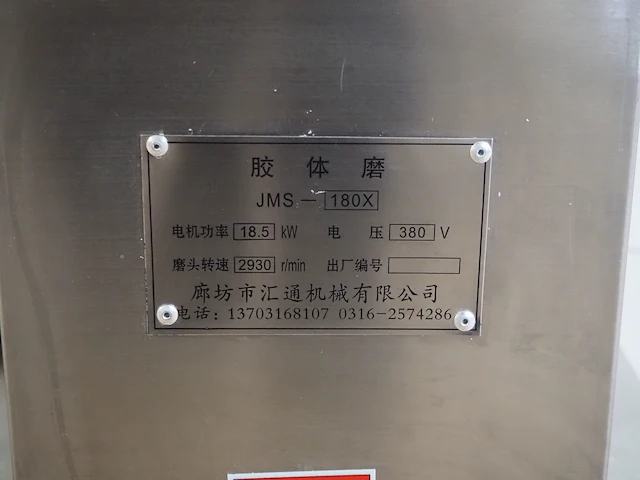 胶体磨
JMS-180X
电机功率 18.5 kW 电压 380 V
磨头转速 2930 r/min 出厂编号
廊坊市汇通机械有限公司
电话：13703168107 0316-2574286